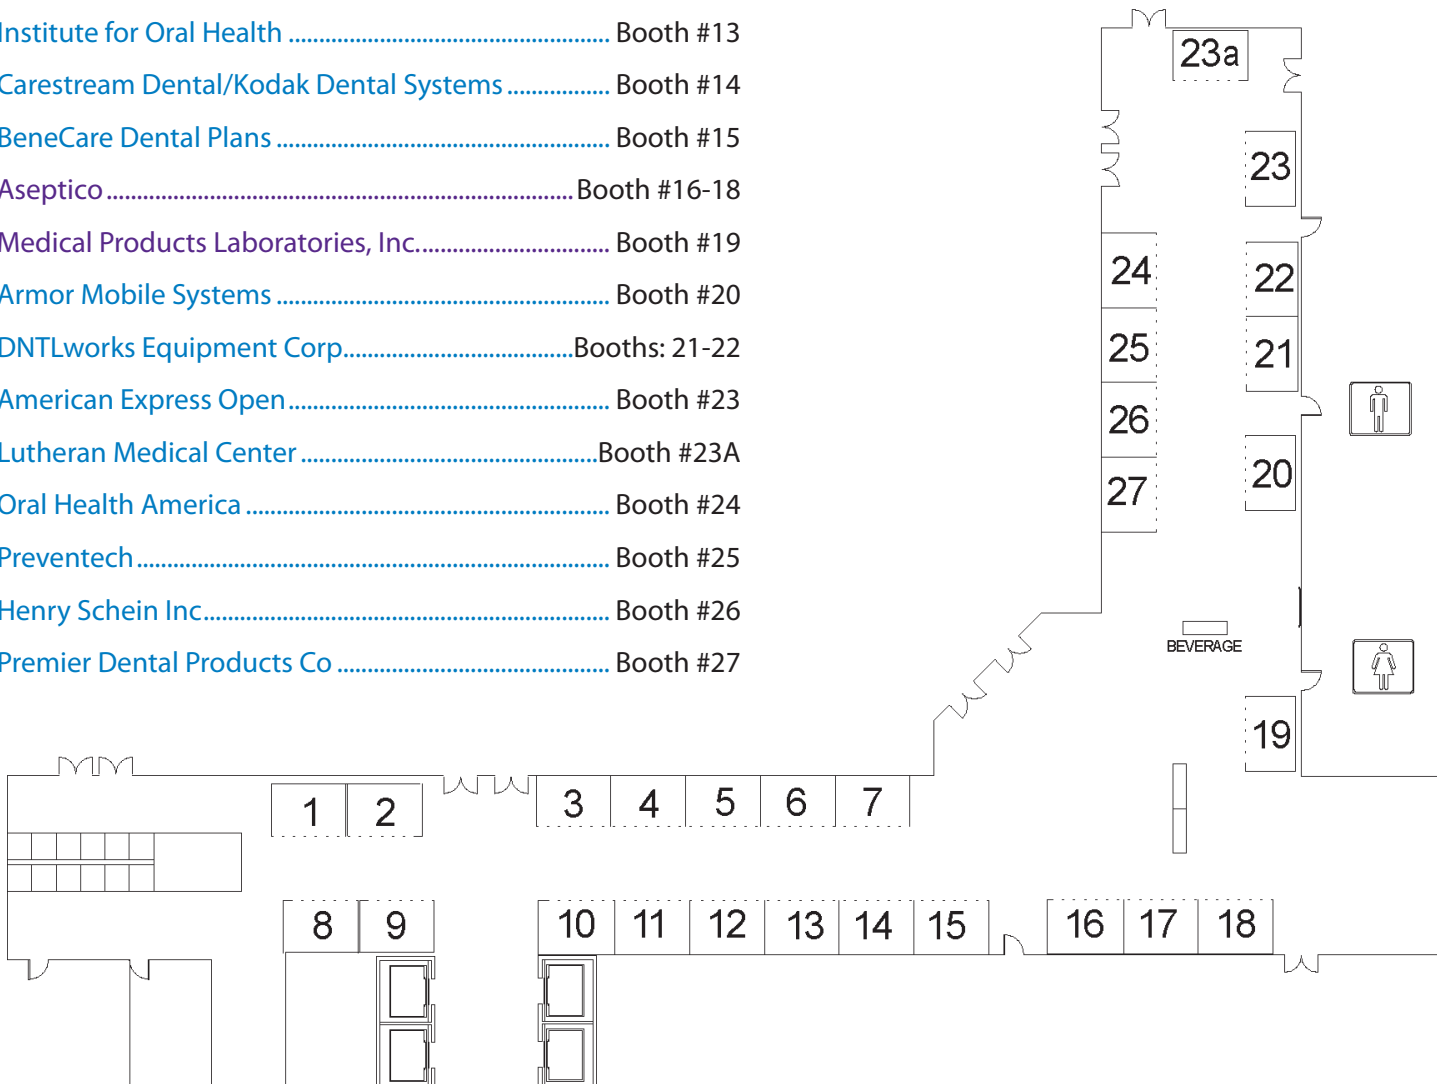 Institute for Oral Health ..................................................... Booth #13
Carestream Dental/Kodak Dental Systems ................. Booth #14
BeneCare Dental Plans ....................................................... Booth #15
Aseptico ............................................................................. Booth #16-18
Medical Products Laboratories, Inc. .............................. Booth #19
Armor Mobile Systems ....................................................... Booth #20
DNTLworks Equipment Corp. ..................................... Booths: 21-22
American Express Open ..................................................... Booth #23
Lutheran Medical Center ................................................. Booth #23A
Oral Health America ............................................................ Booth #24
Preventech .............................................................................. Booth #25
Henry Schein Inc. .................................................................. Booth #26
Premier Dental Products Co ............................................. Booth #27
23a
23
24 22
25 21
26
27 20
BEVERAGE
19
1 2 3 4 5 6 7
8 9 10 11 12 13 14 15 16 17 18